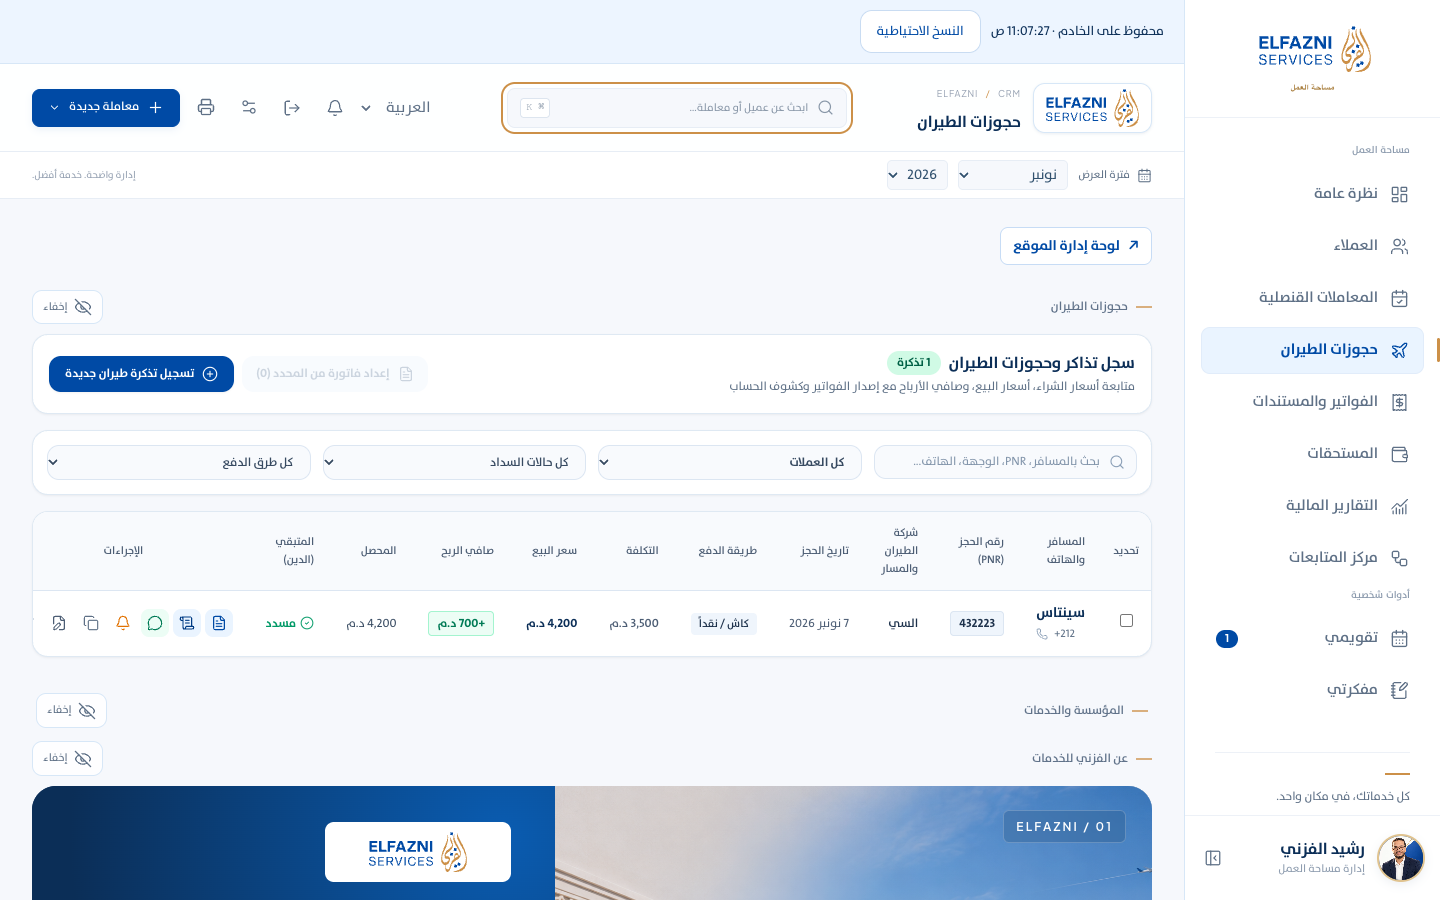 محفوظ على الخادم · 11:07:27 ص
النسخ الاحتياطية
ELFAZNI
SERVICES
مساحة العمل
ELFAZNI
SERVICES
ELFAZNI / CRM
حجوزات الطيران
ابحث عن عميل أو معاملة...
⌘ K
العربية
معاملة جديدة
فترة العرض
نونبر
2026
إدارة واضحة. خدمة أفضل.
مساحة العمل
نظرة عامة
العملاء
المعاملات القنصلية
حجوزات الطيران
الفواتير والمستندات
المستحقات
التقارير المالية
مركز المتابعات
أدوات شخصية
تقويمي
1
مفكرتي
كل خدماتك، في مكان واحد.
رشيد الفزني
إدارة مساحة العمل
لوحة إدارة الموقع
حجوزات الطيران
إخفاء
سجل تذاكر وحجوزات الطيران
1 تذكرة
متابعة أسعار الشراء، أسعار البيع، وصافي الأرباح مع إصدار الفواتير وكشوف الحساب
إعداد فاتورة من المحدد (0)
تسجيل تذكرة طيران جديدة
بحث بالمسافر، PNR، الوجهة، الهاتف...
كل العملات
كل حالات السداد
كل طرق الدفع
تحديد
المسافر والهاتف
رقم الحجز (PNR)
شركة الطيران والمسار
تاريخ الحجز
طريقة الدفع
التكلفة
سعر البيع
صافي الربح
المحصل
المتبقي (الدين)
الإجراءات
سينتاس
+212
432223
السي
7 نونبر 2026
كاش / نقداً
3,500 د.م
4,200 د.م
+700 د.م
4,200 د.م
مسدد
المؤسسة والخدمات
إخفاء
عن الفزني للخدمات
إخفاء
ELFAZNI / 01
ELFAZNI
SERVICES